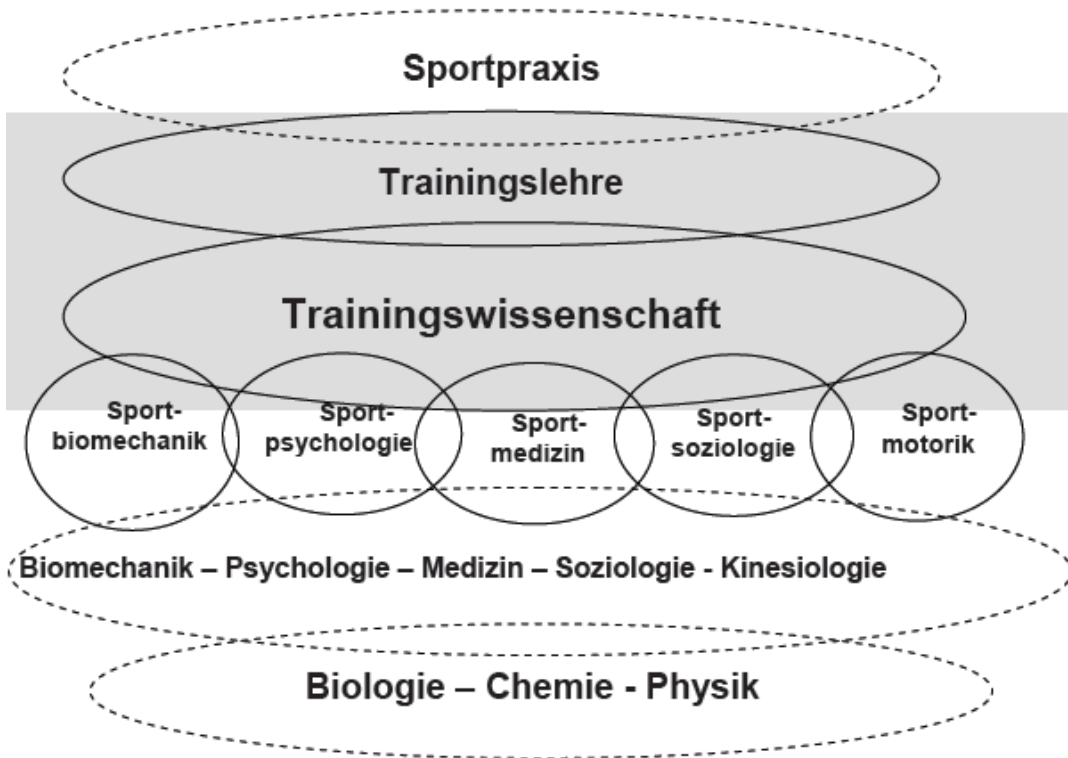 Sportpraxis
Trainingslehre
Trainingswissenschaft
Sport-
biomechanik
Sport-
psychologie
Sport-
medizin
Sport-
soziologie
Sport-
motorik
Biomechanik – Psychologie – Medizin – Soziologie - Kinesiologie
Biologie – Chemie - Physik